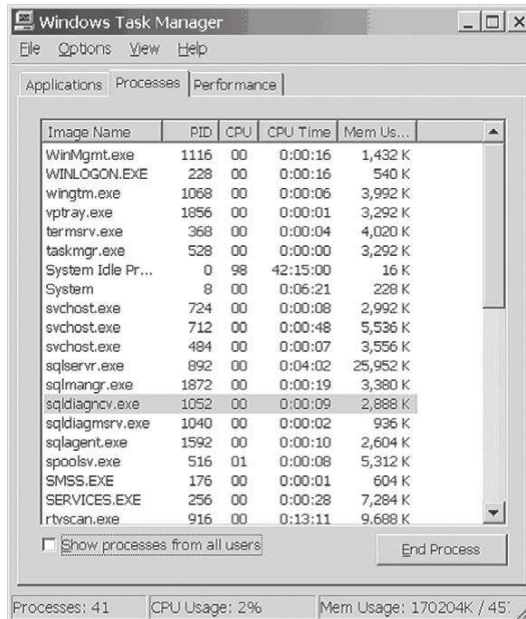 Windows Task Manager
File Options View Help
Applications Processes Performance
Image Name PID CPU CPU Time Mem Us...
WinMgmt.exe 1116 00 0:00:16 1,432 K
WINLOGON.EXE 228 00 0:00:16 540 K
wingtm.exe 1068 00 0:00:06 3,992 K
vptray.exe 1856 00 0:00:01 3,292 K
termsrv.exe 368 00 0:00:04 4,020 K
taskmgr.exe 528 00 0:00:00 3,292 K
System Idle Pr... 0 98 42:15:00 16 K
System 8 00 0:06:21 228 K
svchost.exe 724 00 0:00:08 2,992 K
svchost.exe 712 00 0:00:48 5,536 K
svchost.exe 484 00 0:00:07 3,556 K
sqlservr.exe 892 00 0:04:02 25,952 K
sqlmangr.exe 1872 00 0:00:19 3,380 K
sqldiagncv.exe 1052 00 0:00:09 2,888 K
sqldiagmsrv.exe 1040 00 0:00:02 936 K
sqlagent.exe 1592 00 0:00:10 2,604 K
spoolsv.exe 516 01 0:00:08 5,312 K
SMSS.EXE 176 00 0:00:01 604 K
SERVICES.EXE 256 00 0:00:28 7,284 K
rtvscan.exe 916 00 0:13:11 9,688 K
Show processes from all users End Process
Processes: 41 CPU Usage: 2% Mem Usage: 170204K / 457